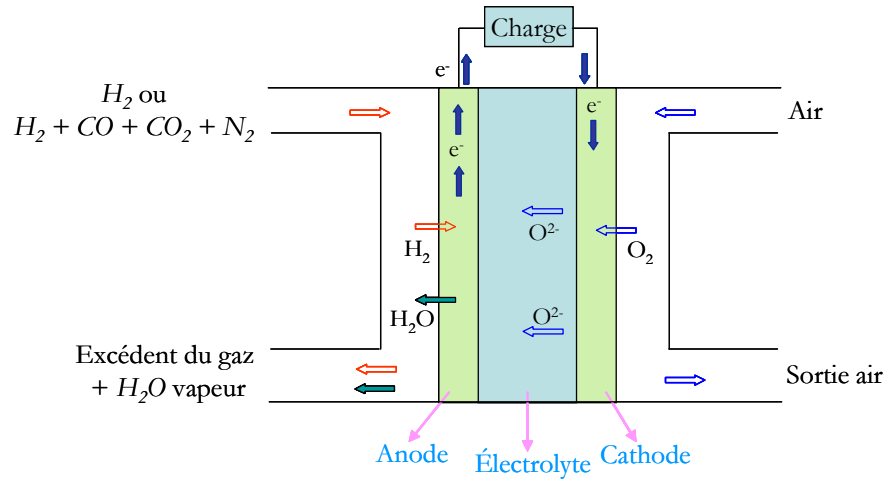 Charge
e⁻
H₂ ou
H₂ + CO + CO₂ + N₂
e⁻
Air
e⁻
O²⁻
H₂
O₂
H₂O
O²⁻
Excédent du gaz
+ H₂O vapeur
Sortie air
Anode
Électrolyte
Cathode